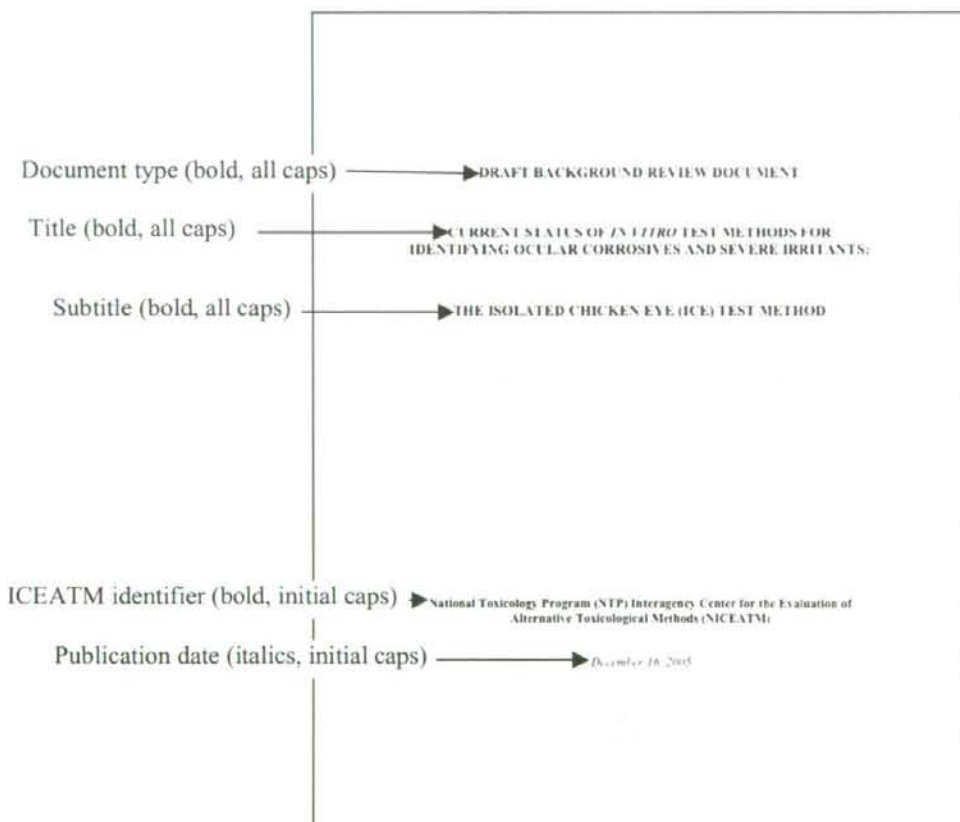 Document type (bold, all caps)
DRAFT BACKGROUND REVIEW DOCUMENT
Title (bold, all caps)
CURRENT STATUS OF IN VITRO TEST METHODS FOR
IDENTIFYING OCULAR CORROSIVES AND SEVERE IRRITANTS:
Subtitle (bold, all caps)
THE ISOLATED CHICKEN EYE (ICE) TEST METHOD
ICEATM identifier (bold, initial caps)
National Toxicology Program (NTP) Interagency Center for the Evaluation of
Alternative Toxicological Methods (NICEATM)
Publication date (italics, initial caps)
December 16, 2005